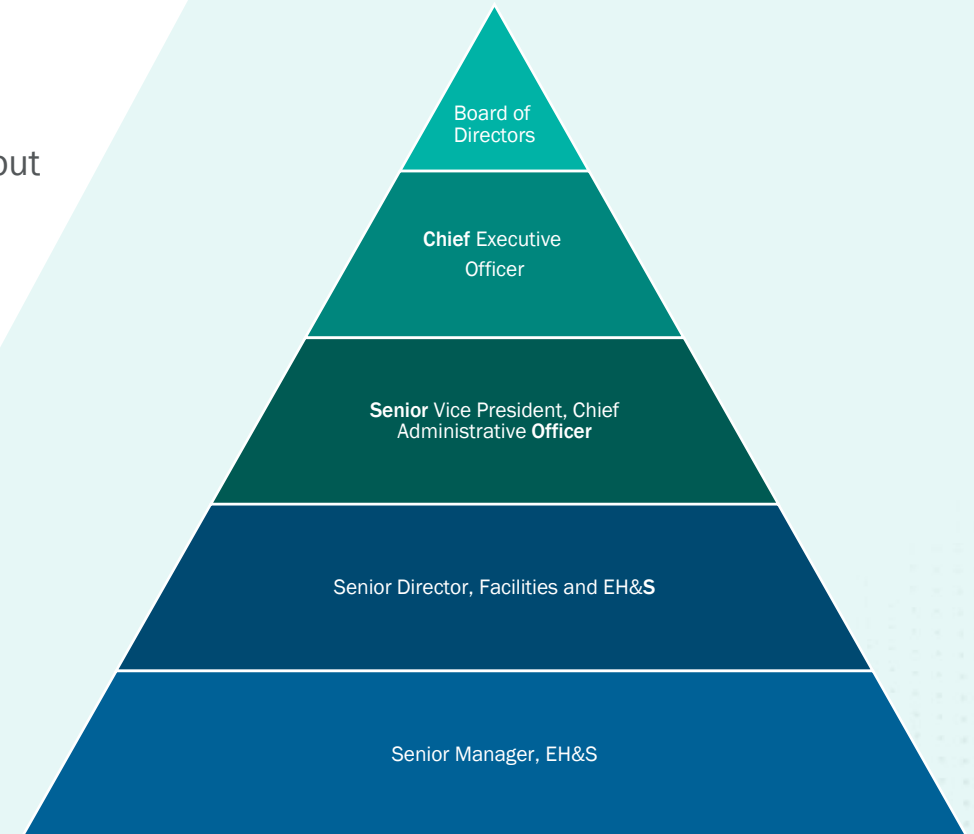 Board of
Directors
out
Chief Executive
Officer
Senior Vice President, Chief
Administrative Officer
Senior Director, Facilities and EH&S
Senior Manager, EH&S